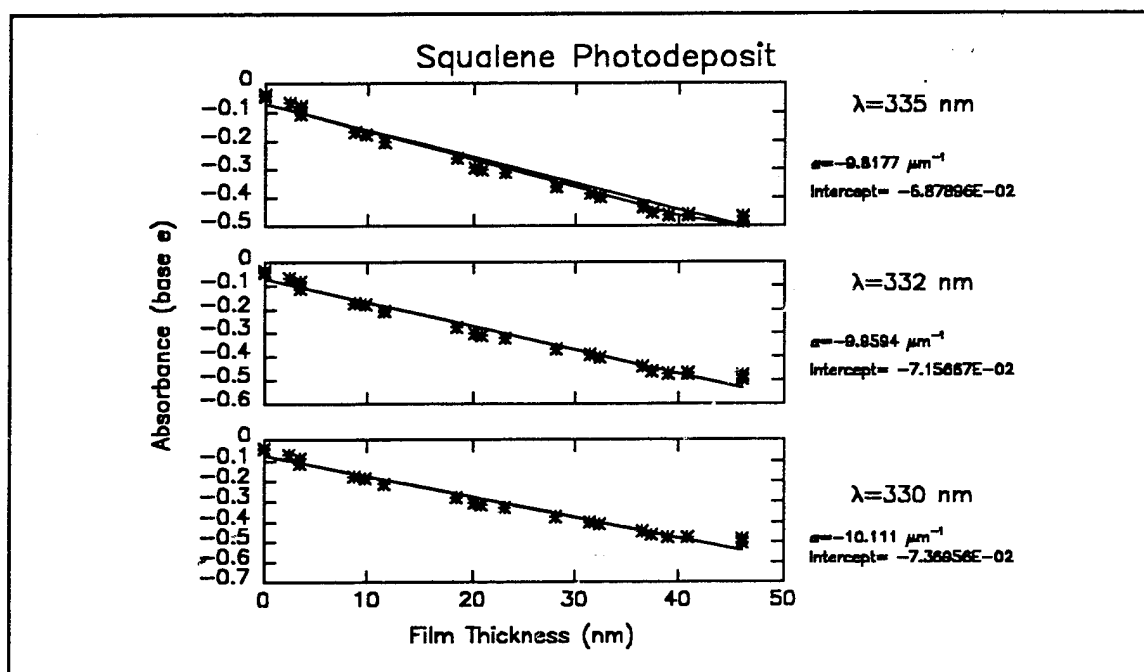 Squalene Photodeposit
Absorbance (base e)
0
-0.1
-0.2
-0.3
-0.4
-0.5
λ=335 nm
α=-9.8177 μm⁻¹
Intercept= -6.87896E-02
0
-0.1
-0.2
-0.3
-0.4
-0.5
-0.6
λ=332 nm
α=-9.9594 μm⁻¹
Intercept= -7.15667E-02
0
-0.1
-0.2
-0.3
-0.4
-0.5
-0.6
-0.7
λ=330 nm
α=-10.111 μm⁻¹
Intercept= -7.36956E-02
0 10 20 30 40 50
Film Thickness (nm)